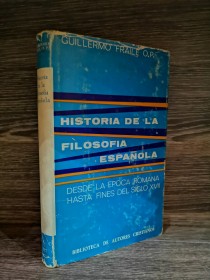 GUILLERMO FRAILE O.P.
HISTORIA DE LA
FILOSOFIA
ESPAÑOLA
DESDE LA EPOCA ROMANA
HASTA FINES DEL SIGLO XVII
BIBLIOTECA DE AUTORES CRISTIANOS